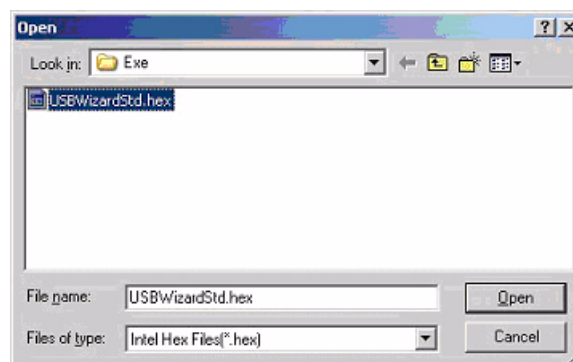 Open
Look in: Exe
USBWizardStd.hex
File name: USBWizardStd.hex Open
Files of type: Intel Hex Files(*.hex) Cancel